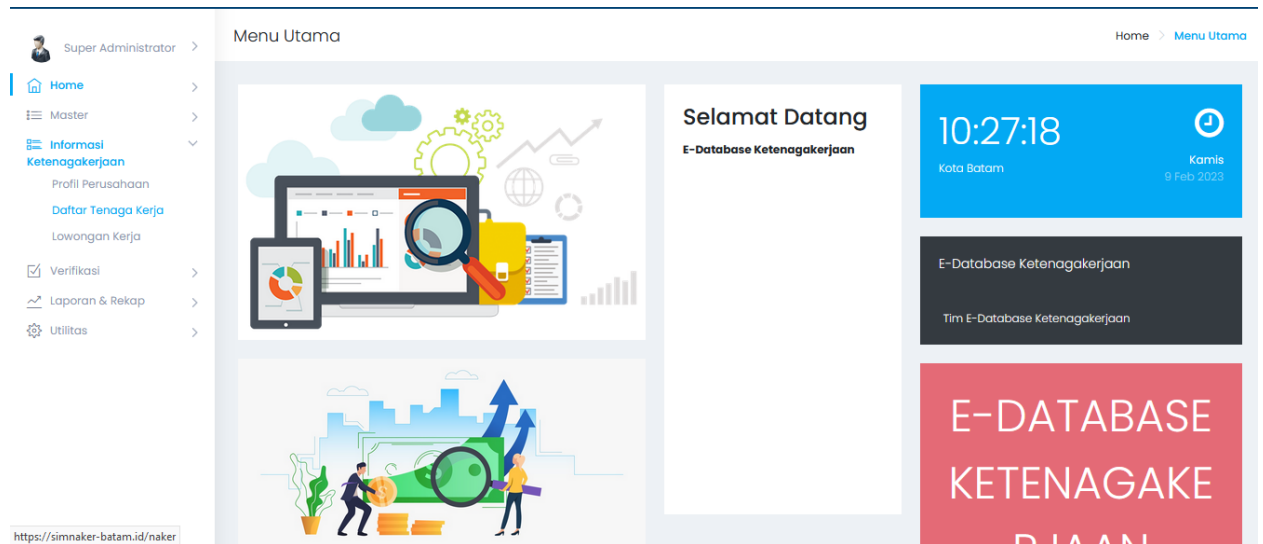 Super Administrator
Home
Master
Informasi
Ketenagakerjaan
Profil Perusahaan
Daftar Tenaga Kerja
Lowongan Kerja
Verifikasi
Laporan & Rekap
Utilitas
https://simnaker-batam.id/naker
Menu Utama
Home > Menu Utama
Selamat Datang
E-Database Ketenagakerjaan
10:27:18
Kota Batam
Kamis
9 Feb 2023
E-Database Ketenagakerjaan
Tim E-Database Ketenagakerjaan
E-DATABASE
KETENAGAKE
RJAAN